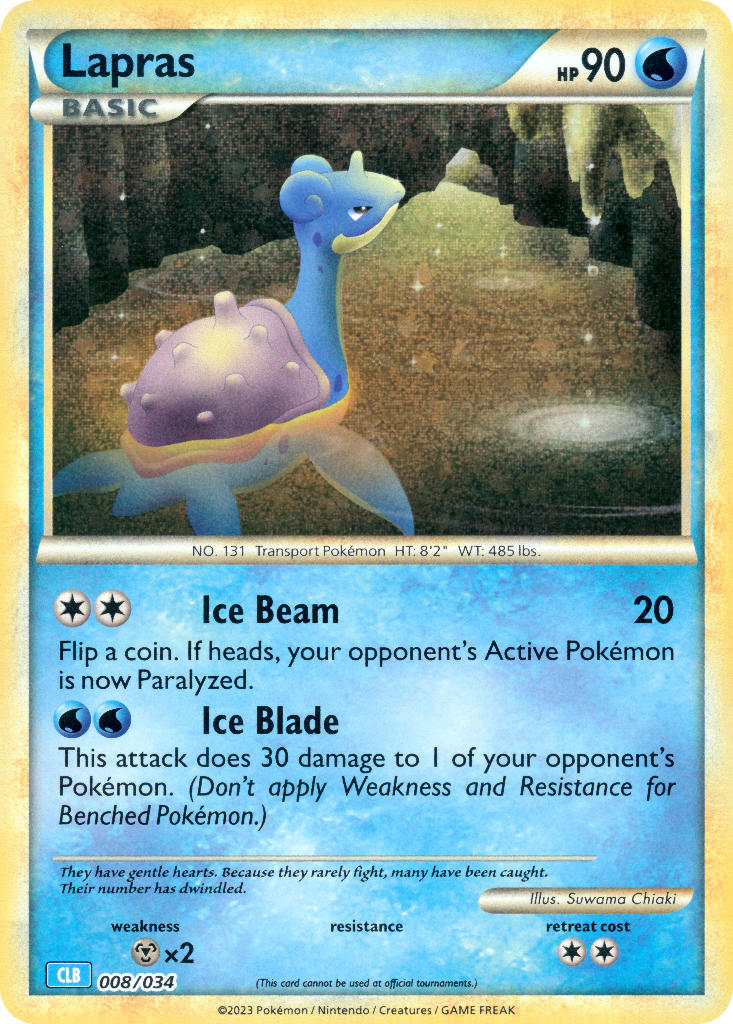 Lapras
HP 90
BASIC
NO. 131 Transport Pokémon HT: 8'2" WT: 485 lbs.
Ice Beam 20
Flip a coin. If heads, your opponent's Active Pokémon
is now Paralyzed.
Ice Blade
This attack does 30 damage to 1 of your opponent's
Pokémon. (Don't apply Weakness and Resistance for
Benched Pokémon.)
They have gentle hearts. Because they rarely fight, many have been caught.
Their number has dwindled.
Illus. Suwama Chiaki
weakness resistance retreat cost
×2
CLB 008/034 (This card cannot be used at official tournaments.)
©2023 Pokémon / Nintendo / Creatures / GAME FREAK